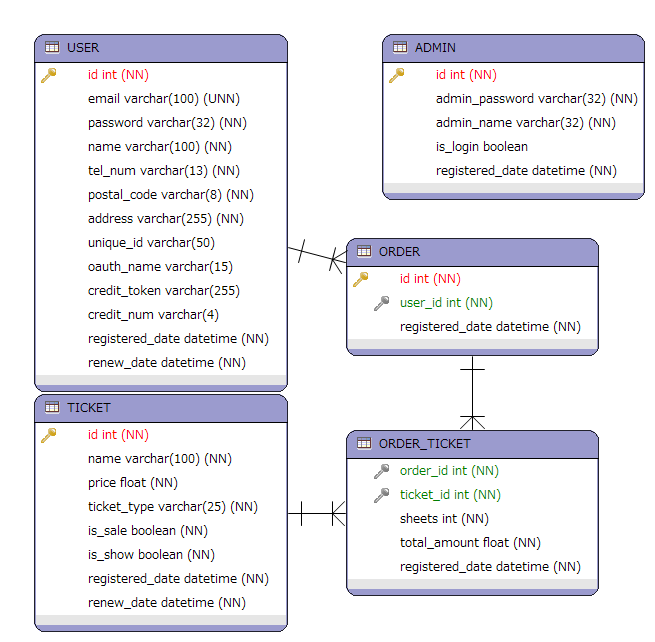 USER
id int (NN)
email varchar(100) (UNN)
password varchar(32) (NN)
name varchar(100) (NN)
tel_num varchar(13) (NN)
postal_code varchar(8) (NN)
address varchar(255) (NN)
unique_id varchar(50)
oauth_name varchar(15)
credit_token varchar(255)
credit_num varchar(4)
registered_date datetime (NN)
renew_date datetime (NN)
ADMIN
id int (NN)
admin_password varchar(32) (NN)
admin_name varchar(32) (NN)
is_login boolean
registered_date datetime (NN)
ORDER
id int (NN)
user_id int (NN)
registered_date datetime (NN)
TICKET
id int (NN)
name varchar(100) (NN)
price float (NN)
ticket_type varchar(25) (NN)
is_sale boolean (NN)
is_show boolean (NN)
registered_date datetime (NN)
renew_date datetime (NN)
ORDER_TICKET
order_id int (NN)
ticket_id int (NN)
sheets int (NN)
total_amount float (NN)
registered_date datetime (NN)